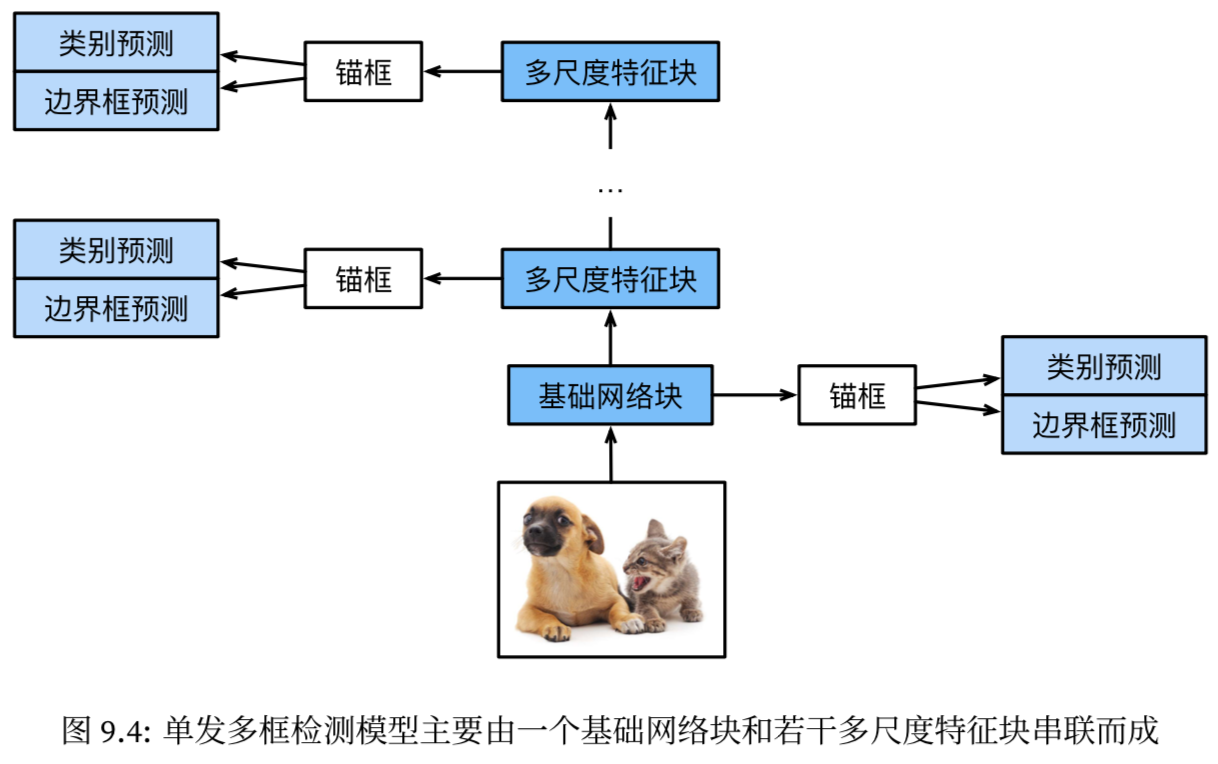 类别预测
边界框预测
锚框
多尺度特征块
...
类别预测
边界框预测
锚框
多尺度特征块
基础网络块
锚框
类别预测
边界框预测
图 9.4: 单发多框检测模型主要由一个基础网络块和若干多尺度特征块串联而成